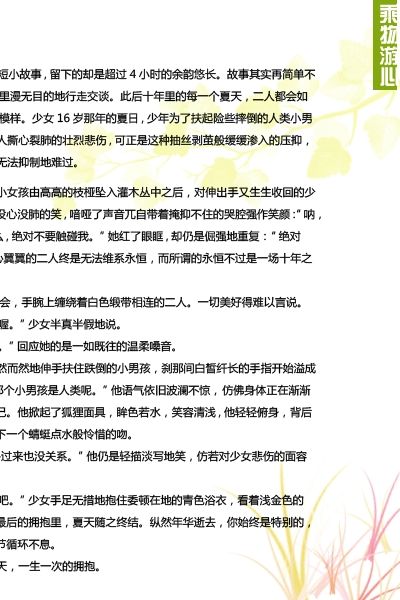 乘物游心
短小故事，留下的却是超过 4 小时的余韵悠长。故事其实再简单不
里漫无目的地行走交谈。此后十年里的每一个夏天，二人都会如
模样。少女 16 岁那年的夏日，少年为了扶起险些摔倒的人类小男
人撕心裂肺的壮烈悲伤，可正是这种抽丝剥茧般缓缓渗入的压抑，
无法抑制地难过。
小女孩由高高的枝桠坠入灌木丛中之后，对伸出手又生生收回的少
没心没肺的笑，喑哑了声音兀自带着掩抑不住的哭腔强作笑颜：“呐，
，绝对不要触碰我。”她红了眼眶，却仍是倔强地重复：“绝对
心翼翼的二人终是无法维系永恒，而所谓的永恒不过是一场十年之
会，手腕上缠绕着白色缎带相连的二人。一切美好得难以言说。
喔。”少女半真半假地说。
。”回应她的是一如既往的温柔嗓音。
然而然地伸手扶住跌倒的小男孩，刹那间白皙纤长的手指开始溢成
那个小男孩是人类呢。”他语气依旧波澜不惊，仿佛身体正在渐渐
己。他掀起了狐狸面具，眸色若水，笑容清浅，他轻轻俯身，背后
下一个蜻蜓点水般怜惜的吻。
过来也没关系。”他仍是轻描淡写地笑，仿若对少女悲伤的面容
吧。”少女手足无措地抱住委顿在地的青色浴衣，看着浅金色的
最后的拥抱里，夏天随之终结。纵然年华逝去，你始终是特别的，
节循环不息。
天，一生一次的拥抱。